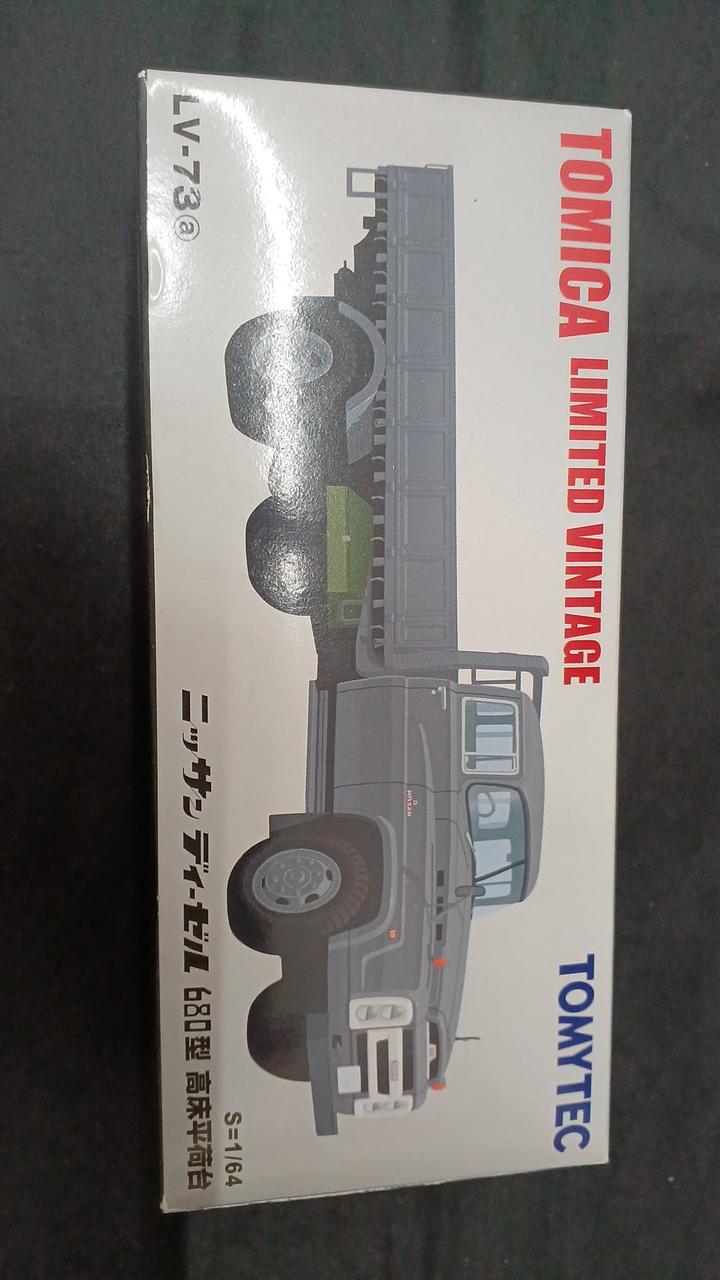 TOMICA LIMITED VINTAGE
TOMYTEC
NISSAN
LV-73ⓐ
S=1/64
ニッサン ディーゼル 680型 高床平荷台